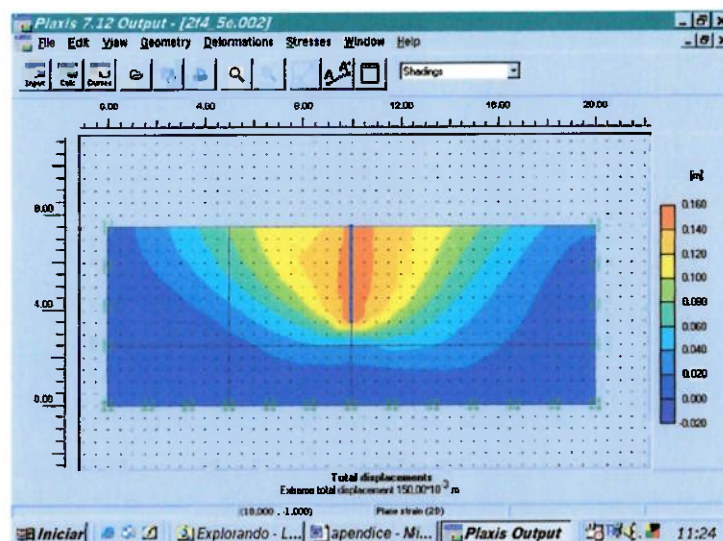 Plaxis 7.12 Output - [2f4_5e.002]
File Edit View Geometry Deformations Stresses Window Help
Input Calc Curves Shadings
0.00 4.00 8.00 12.00 16.00 20.00
[m]
8.00
4.00
0.00
0.160
0.140
0.120
0.100
0.080
0.060
0.040
0.020
0.000
-0.020
Total displacements
Extreme total displacement 150.00*10-3 m
(10.000 , -1.000) Plane strain (2D)
Iniciar Explorando - L... apendice - Mi... Plaxis Output 11:24